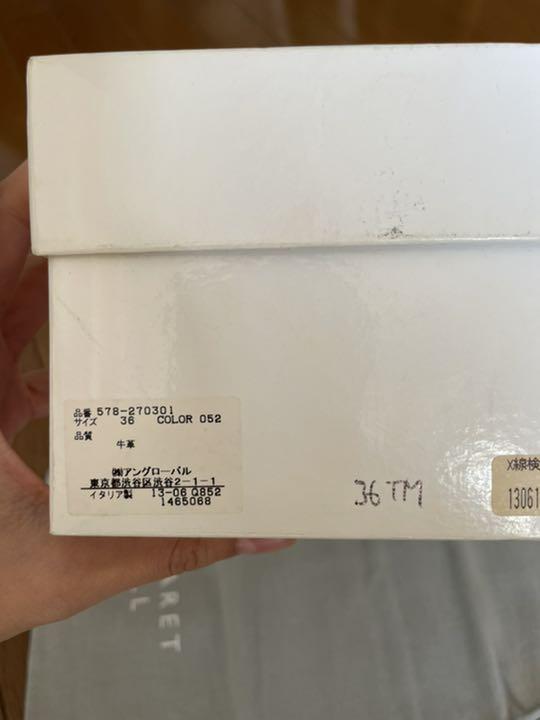 品番 578-270301
サイズ 36 COLOR 052
品質
牛革
㈱アングローバル
東京都渋谷区渋谷2-1-1
イタリア製 13-06 Q852
1465068
36 TM
X線検
13061
ARET
LL